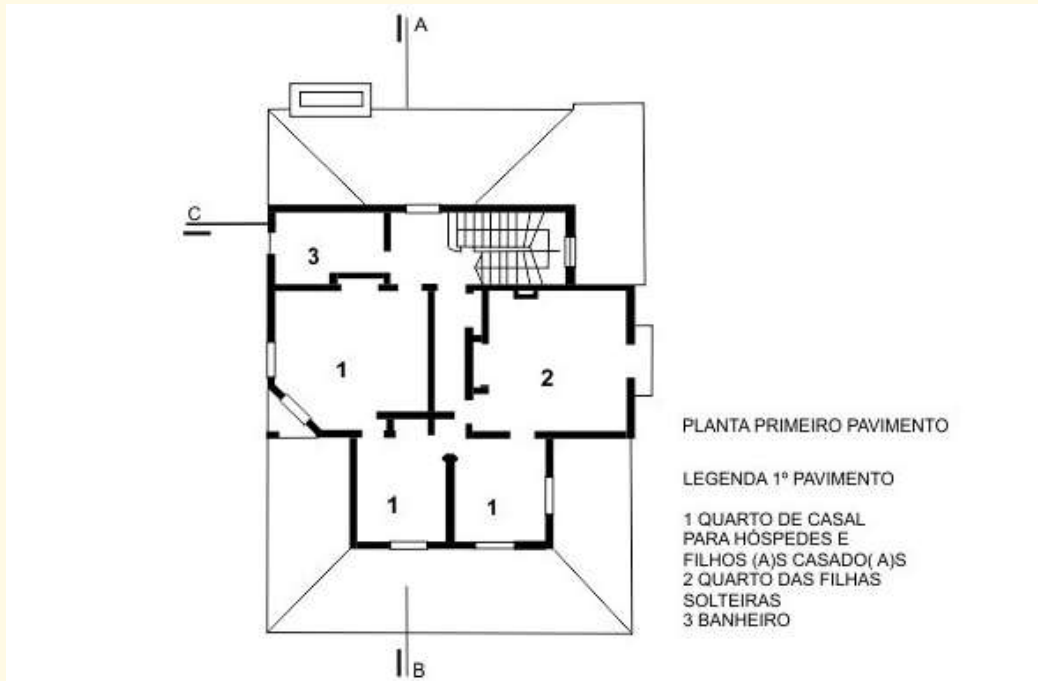 A
C
3
1
2
1
1
B
PLANTA PRIMEIRO PAVIMENTO
LEGENDA 1º PAVIMENTO
1 QUARTO DE CASAL
PARA HÓSPEDES E
FILHOS (A)S CASADO( A)S
2 QUARTO DAS FILHAS
SOLTEIRAS
3 BANHEIRO